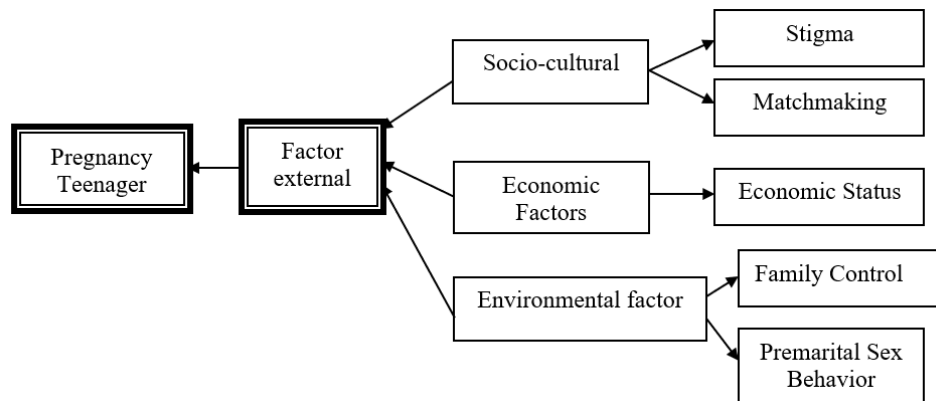 Pregnancy
Teenager
Factor
external
Socio-cultural
Stigma
Matchmaking
Economic
Factors
Economic Status
Environmental factor
Family Control
Premarital Sex
Behavior